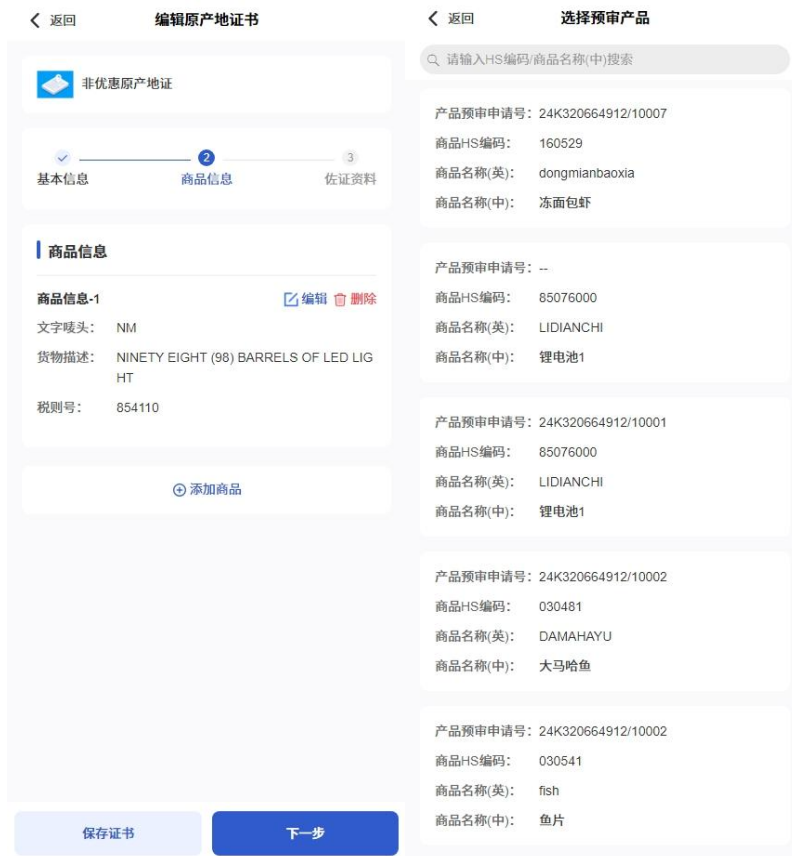 返回
编辑原产地证书
非优惠原产地证
2
3
基本信息
商品信息
佐证资料
商品信息
商品信息-1
编辑
删除
文字唛头： NM
货物描述： NINETY EIGHT (98) BARRELS OF LED LIG
HT
税则号： 854110
添加商品
保存证书
下一步
返回
选择预审产品
请输入HS编码/商品名称(中)搜索
产品预审申请号：24K320664912/10007
商品HS编码： 160529
商品名称(英)： dongmianbaoxia
商品名称(中)： 冻面包虾
产品预审申请号：--
商品HS编码： 85076000
商品名称(英)： LIDIANCHI
商品名称(中)： 锂电池1
产品预审申请号：24K320664912/10001
商品HS编码： 85076000
商品名称(英)： LIDIANCHI
商品名称(中)： 锂电池1
产品预审申请号：24K320664912/10002
商品HS编码： 030481
商品名称(英)： DAMAHAYU
商品名称(中)： 大马哈鱼
产品预审申请号：24K320664912/10002
商品HS编码： 030541
商品名称(英)： fish
商品名称(中)： 鱼片